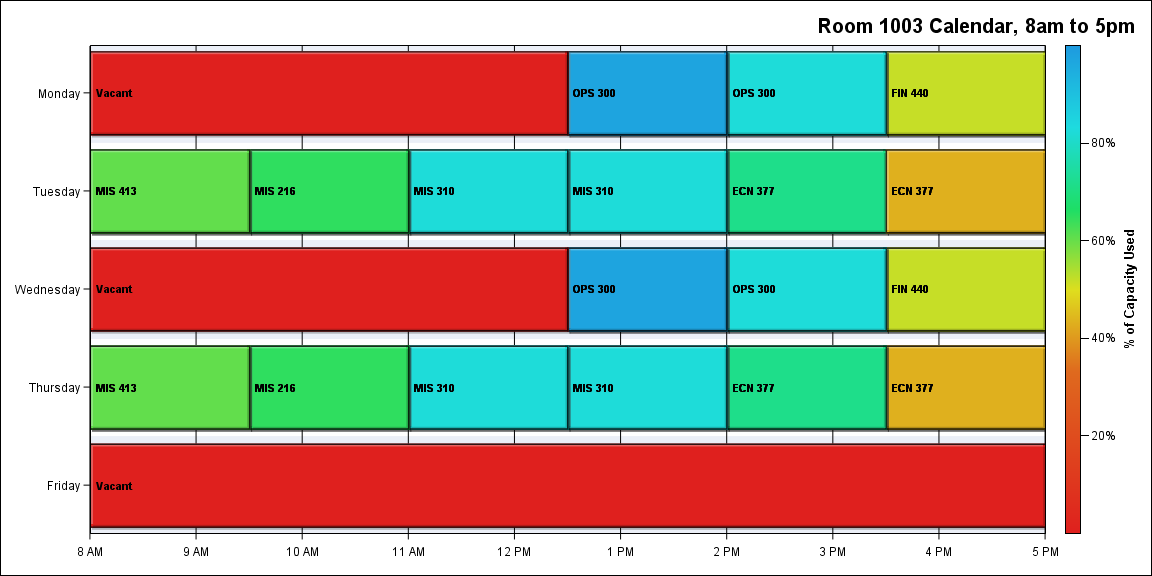 Room 1003 Calendar, 8am to 5pm
Monday
Vacant
OPS 300
OPS 300
FIN 440
Tuesday
MIS 413
MIS 216
MIS 310
MIS 310
ECN 377
ECN 377
Wednesday
Vacant
OPS 300
OPS 300
FIN 440
Thursday
MIS 413
MIS 216
MIS 310
MIS 310
ECN 377
ECN 377
Friday
Vacant
8 AM
9 AM
10 AM
11 AM
12 PM
1 PM
2 PM
3 PM
4 PM
5 PM
80%
60%
40%
20%
% of Capacity Used